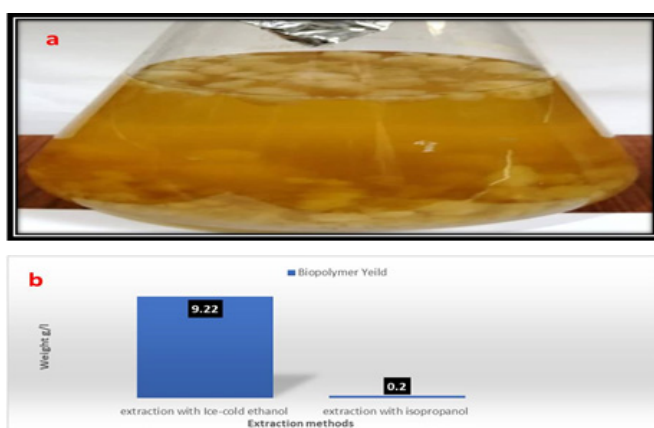 a
b
Biopolymer Yeild
Weight g/l
9.22
0.2
extraction with Ice-cold ethanol
extraction with isopropanol
Extraction methods